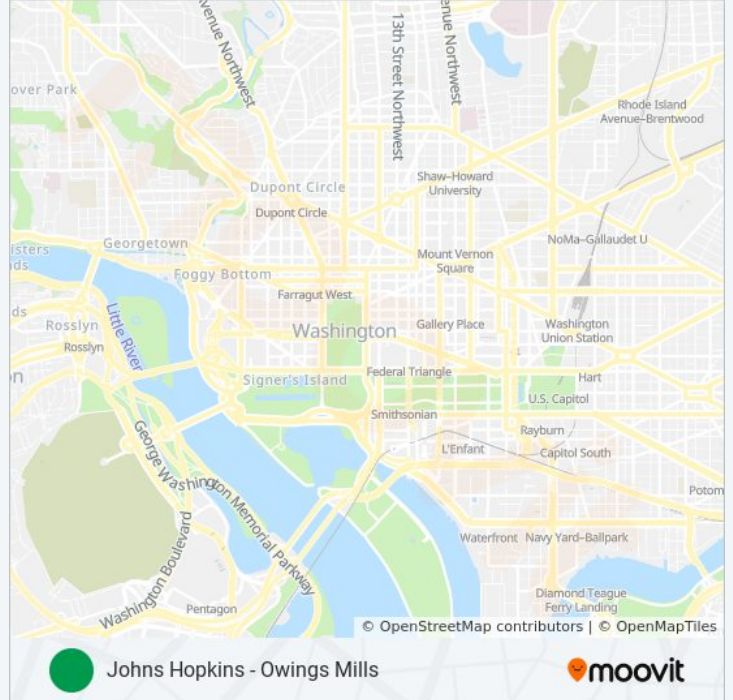 venue Northwest
13th Street Northwest
enue Northwest
over Park
Rhode Island
Avenue–Brentwood
Shaw–Howard
University
Dupont Circle
Dupont Circle
Georgetown
NoMa–Gallaudet U
isters
nds
Mount Vernon
Square
Foggy Bottom
Farragut West
Little River
ds
Rosslyn
Washington
Gallery Place
Washington
Union Station
Rosslyn
on
Signer's Island
Federal Triangle
Hart
U.S. Capitol
Smithsonian
George Washington Memorial Parkway
Rayburn
L'Enfant
Capitol South
Potom
Washington Boulevard
Waterfront
Navy Yard–Ballpark
Diamond Teague
Ferry Landing
Pentagon
© OpenStreetMap contributors | © OpenMapTiles
Johns Hopkins - Owings Mills
moovit